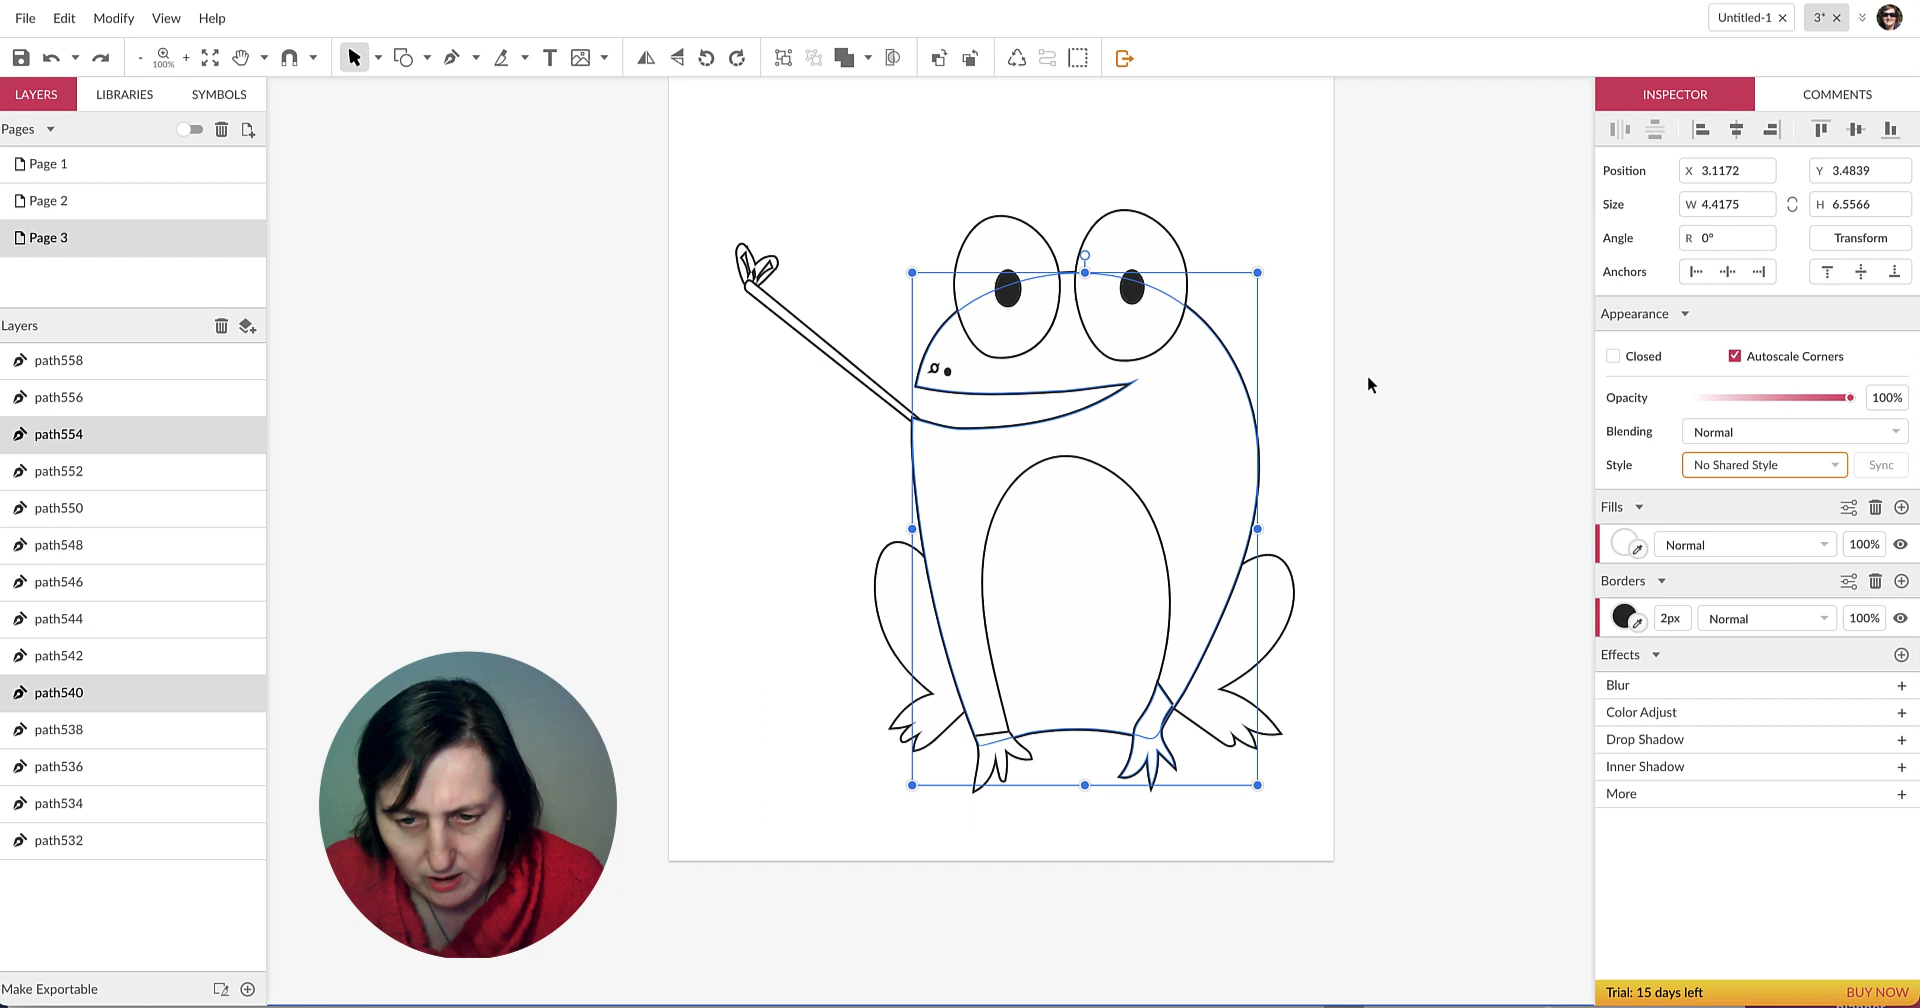 File Edit Modify View Help
Untitled-1 3*
- 100% +
LAYERS LIBRARIES SYMBOLS
Pages
Page 1
Page 2
Page 3
Layers
path558
path556
path554
path552
path550
path548
path546
path544
path542
path540
path538
path536
path534
path532
Make Exportable
INSPECTOR COMMENTS
Position X 3.1172 Y 3.4839
Size W 4.4175 H 6.5566
Angle R 0° Transform
Anchors
Appearance
Closed Autoscale Corners
Opacity 100%
Blending Normal
Style No Shared Style Sync
Fills
Normal 100%
Borders
2px Normal 100%
Effects
Blur
Color Adjust
Drop Shadow
Inner Shadow
More
Trial: 15 days left BUY NOW